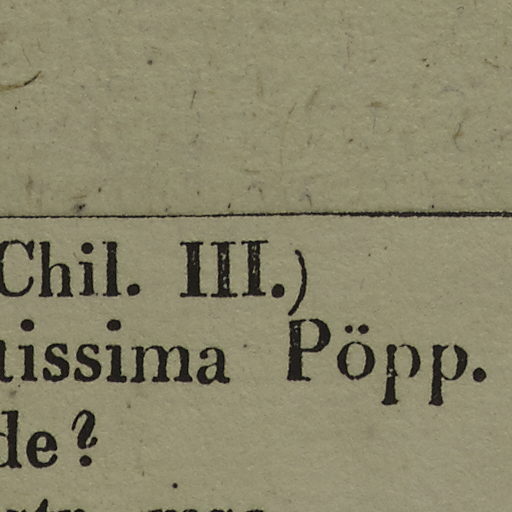 Chil. III.)
tissima Pöpp.
de?